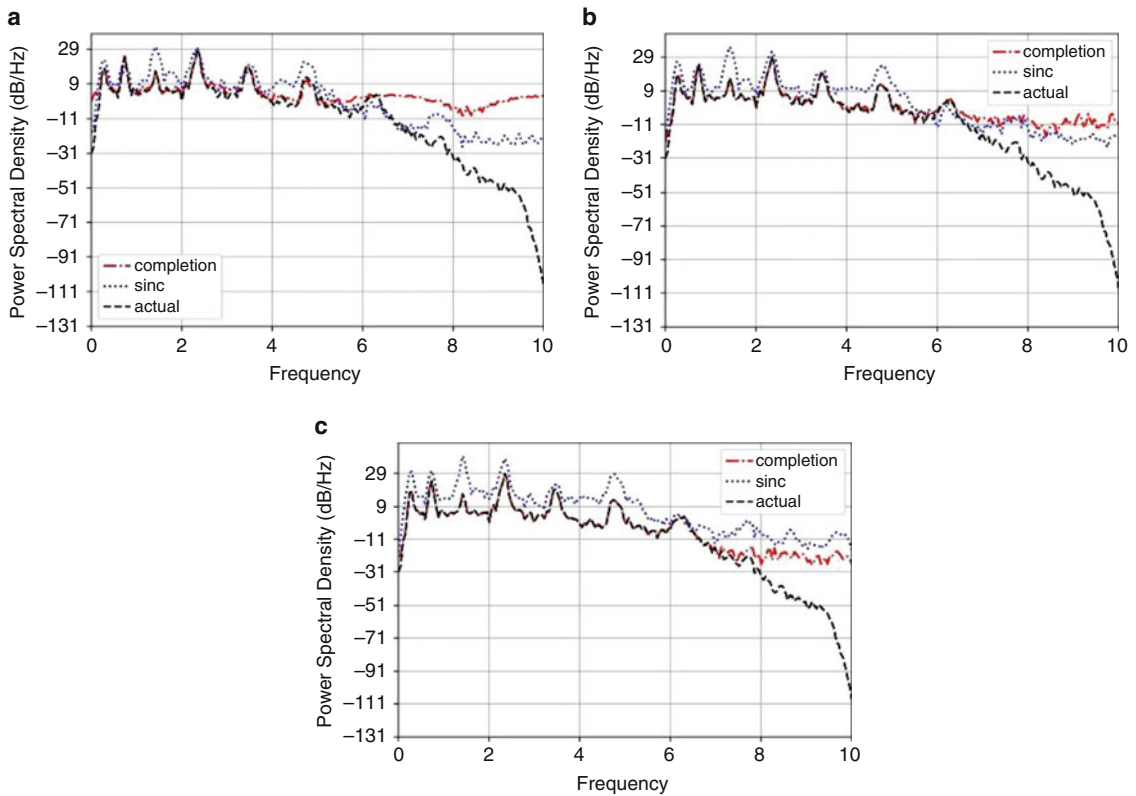 a
Power Spectral Density (dB/Hz)
29
9
−11
−31
−51
−71
−91
−111
−131
completion
sinc
actual
0 2 4 6 8 10
Frequency
b
Power Spectral Density (dB/Hz)
29
9
−11
−31
−51
−71
−91
−111
−131
completion
sinc
actual
0 2 4 6 8 10
Frequency
c
Power Spectral Density (dB/Hz)
29
9
−11
−31
−51
−71
−91
−111
−131
completion
sinc
actual
0 2 4 6 8 10
Frequency